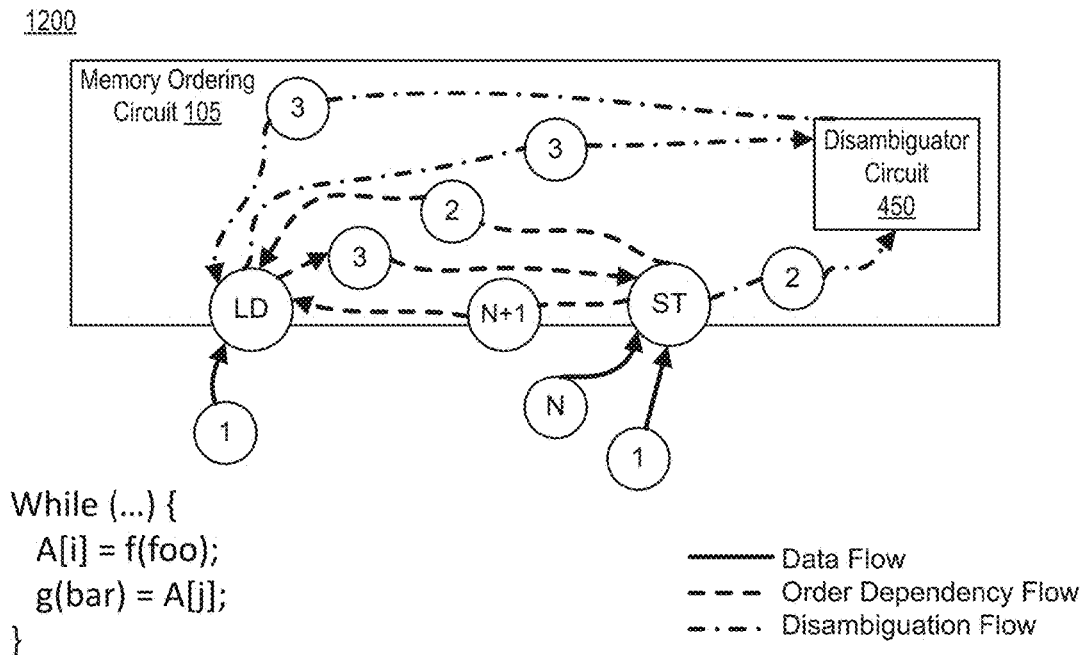 1200
Memory Ordering
Circuit 105
3
3
Disambiguator
Circuit
450
2
3
2
LD
N+1
ST
N
1
1
While (...) {
A[i] = f(foo);
g(bar) = A[j];
}
Data Flow
Order Dependency Flow
Disambiguation Flow